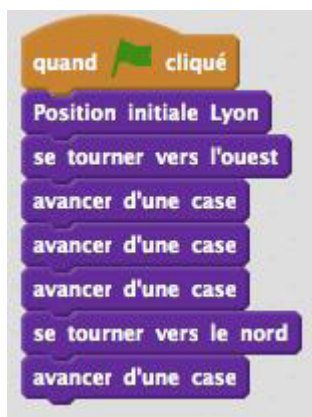 quand cliqué
Position initiale Lyon
se tourner vers l'ouest
avancer d'une case
avancer d'une case
avancer d'une case
se tourner vers le nord
avancer d'une case